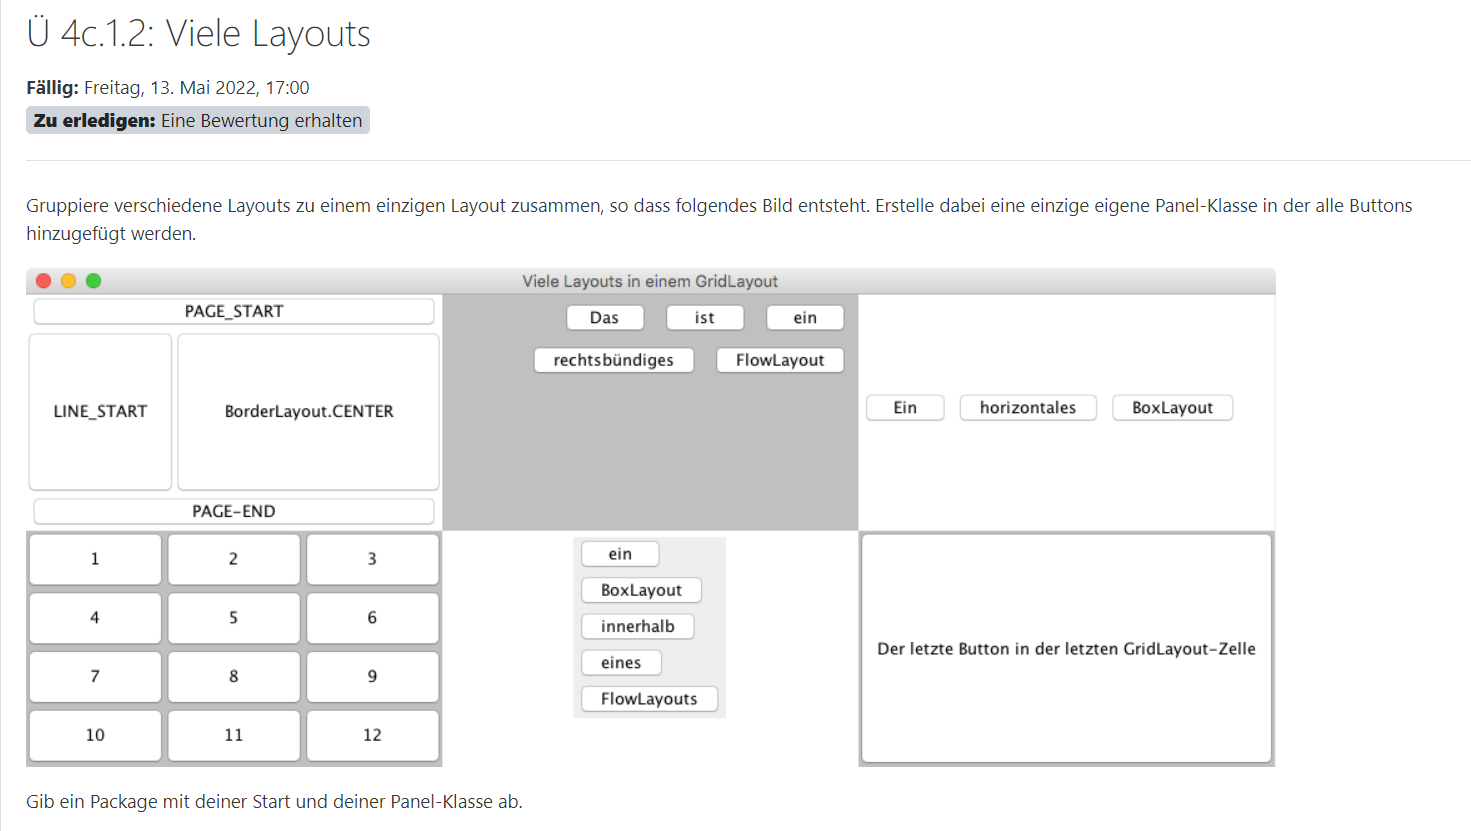 Ü 4c.1.2: Viele Layouts
Fällig: Freitag, 13. Mai 2022, 17:00
Zu erledigen: Eine Bewertung erhalten
Gruppiere verschiedene Layouts zu einem einzigen Layout zusammen, so dass folgendes Bild entsteht. Erstelle dabei eine einzige eigene Panel-Klasse in der alle Buttons
hinzugefügt werden.
Viele Layouts in einem GridLayout
PAGE_START
LINE_START
BorderLayout.CENTER
PAGE-END
Das ist ein
rechtsbündiges FlowLayout
Ein horizontales BoxLayout
1 2 3
4 5 6
7 8 9
10 11 12
ein
BoxLayout
innerhalb
eines
FlowLayouts
Der letzte Button in der letzten GridLayout-Zelle
Gib ein Package mit deiner Start und deiner Panel-Klasse ab.